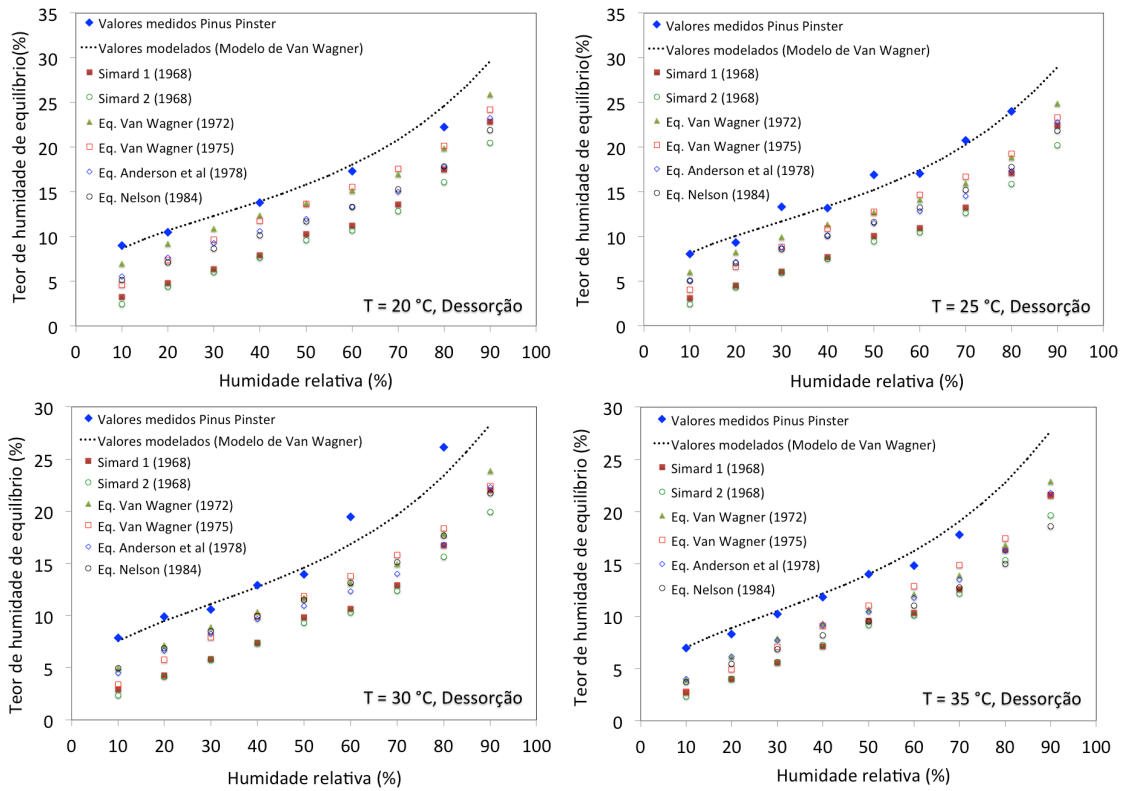 35
30
25
20
15
10
5
0
Teor de humidade de equilíbrio(%)
Valores medidos Pinus Pinster
Valores modelados (Modelo de Van Wagner)
Simard 1 (1968)
Simard 2 (1968)
Eq. Van Wagner (1972)
Eq. Van Wagner (1975)
Eq. Anderson et al (1978)
Eq. Nelson (1984)
T = 20 °C, Dessorção
0 10 20 30 40 50 60 70 80 90 100
Humidade relativa (%)
35
30
25
20
15
10
5
0
Teor de humidade de equilíbrio(%)
Valores medidos Pinus Pinster
Valores modelados (Modelo de Van Wagner)
Simard 1 (1968)
Simard 2 (1968)
Eq. Van Wagner (1972)
Eq. Van Wagner (1975)
Eq. Anderson et al (1978)
Eq. Nelson (1984)
T = 25 °C, Dessorção
0 10 20 30 40 50 60 70 80 90 100
Humidade relativa (%)
30
25
20
15
10
5
0
Teor de humidade de equilíbrio (%)
Valores medidos Pinus Pinster
Valores modelados (Modelo de Van Wagner)
Simard 1 (1968)
Simard 2 (1968)
Eq. Van Wagner (1972)
Eq. Van Wagner (1975)
Eq. Anderson et al (1978)
Eq. Nelson (1984)
T = 30 °C, Dessorção
0 10 20 30 40 50 60 70 80 90 100
Humidade relativa (%)
30
25
20
15
10
5
0
Teor de humidade de equilíbrio (%)
Valores medidos Pinus Pinster
Valores modelados (Modelo de Van Wagner)
Simard 1 (1968)
Simard 2 (1968)
Eq. Van Wagner (1972)
Eq. Van Wagner (1975)
Eq. Anderson et al (1978)
Eq. Nelson (1984)
T = 35 °C, Dessorção
0 10 20 30 40 50 60 70 80 90 100
Humidade relativa (%)